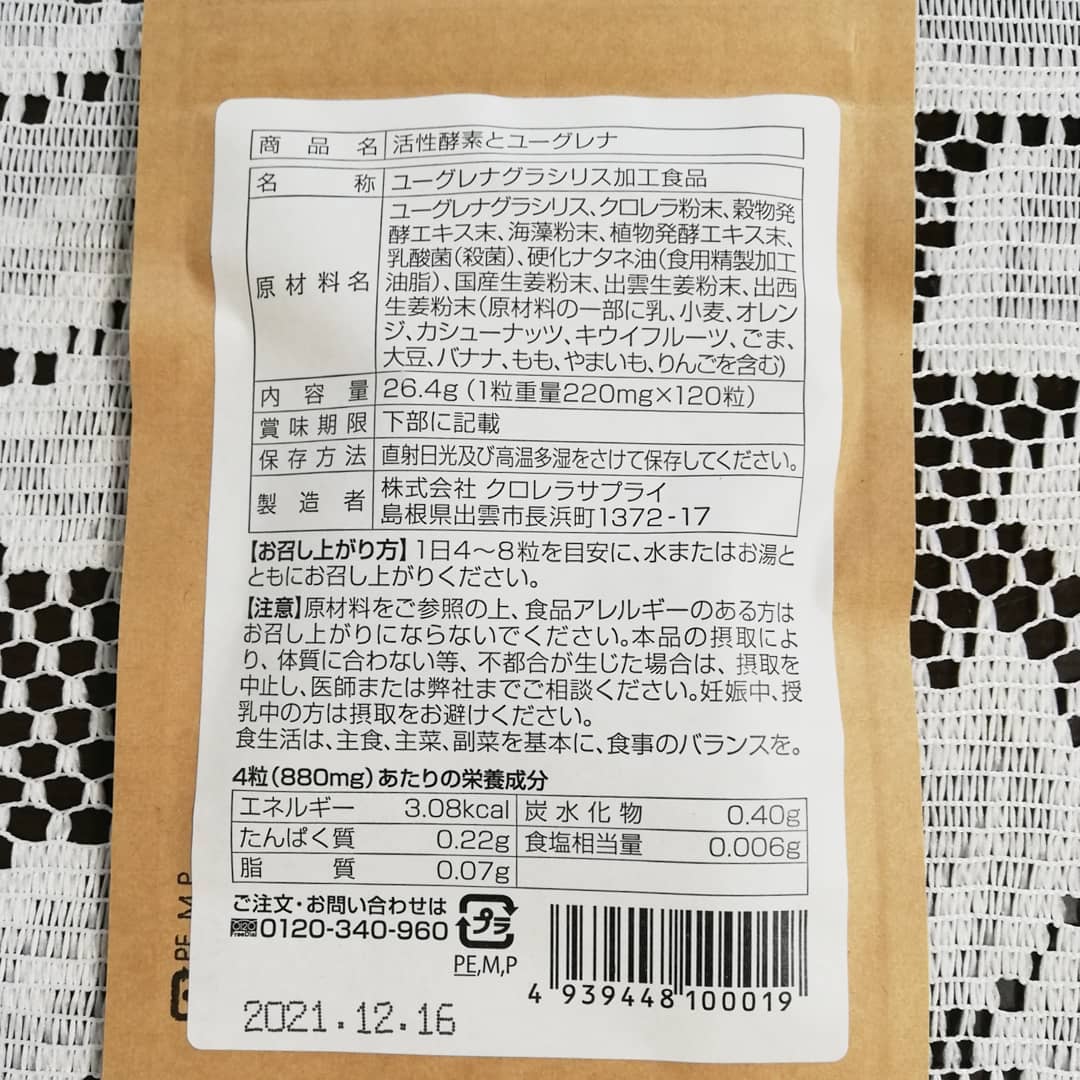 商品名 活性酵素とユーグレナ
名称 ユーグレナグラシリス加工食品
原材料名 ユーグレナグラシリス、クロレラ粉末、穀物発
酵エキス末、海藻粉末、植物発酵エキス末、
乳酸菌(殺菌)、硬化ナタネ油(食用精製加工
油脂)、国産生姜粉末、出雲生姜粉末、出西
生姜粉末(原材料の一部に乳、小麦、オレン
ジ、カシューナッツ、キウイフルーツ、ごま、
大豆、バナナ、もも、やまいも、りんごを含む)
内容量 26.4g(1粒重量220mg×120粒)
賞味期限 下部に記載
保存方法 直射日光及び高温多湿をさけて保存してください。
製造者 株式会社 クロレラサプライ
島根県出雲市長浜町1372-17
【お召し上がり方】1日4~8粒を目安に、水またはお湯と
ともにお召し上がりください。
【注意】原材料をご参照の上、食品アレルギーのある方は
お召し上がりにならないでください。本品の摂取によ
り、体質に合わない等、不都合が生じた場合は、摂取を
中止し、医師または弊社までご相談ください。妊娠中、授
乳中の方は摂取をお避けください。
食生活は、主食、主菜、副菜を基本に、食事のバランスを。
4粒(880mg)あたりの栄養成分
エネルギー 3.08kcal 炭水化物 0.40g
たんぱく質 0.22g 食塩相当量 0.006g
脂質 0.07g
ご注文・お問い合わせは
FreeDial 0120-340-960
プラ
PE,M,P
4 939448 100019
2021.12.16
PE,M,P